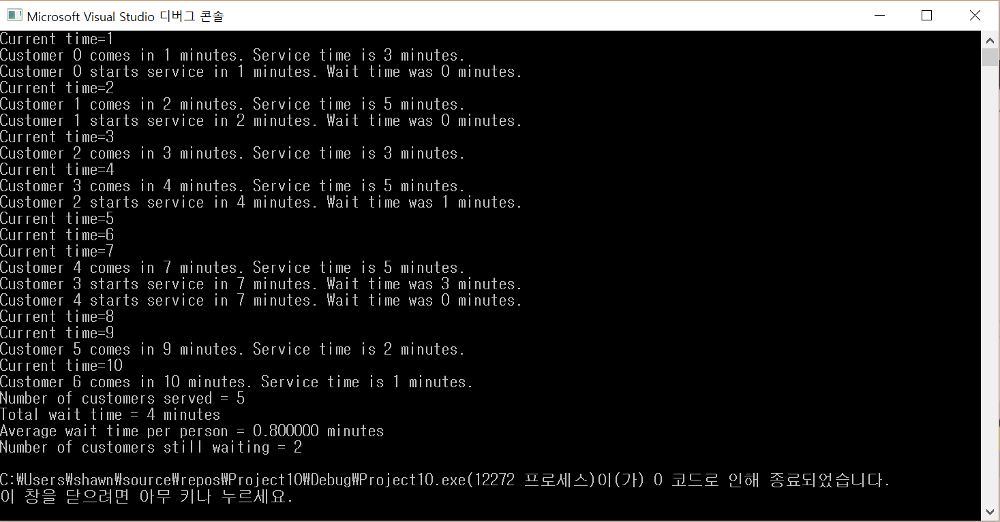 Microsoft Visual Studio 디버그 콘솔
Current time=1
Customer 0 comes in 1 minutes. Service time is 3 minutes.
Customer 0 starts service in 1 minutes. Wait time was 0 minutes.
Current time=2
Customer 1 comes in 2 minutes. Service time is 5 minutes.
Customer 1 starts service in 2 minutes. Wait time was 0 minutes.
Current time=3
Customer 2 comes in 3 minutes. Service time is 3 minutes.
Current time=4
Customer 3 comes in 4 minutes. Service time is 5 minutes.
Customer 2 starts service in 4 minutes. Wait time was 1 minutes.
Current time=5
Current time=6
Current time=7
Customer 4 comes in 7 minutes. Service time is 5 minutes.
Customer 3 starts service in 7 minutes. Wait time was 3 minutes.
Customer 4 starts service in 7 minutes. Wait time was 0 minutes.
Current time=8
Current time=9
Customer 5 comes in 9 minutes. Service time is 2 minutes.
Current time=10
Customer 6 comes in 10 minutes. Service time is 1 minutes.
Number of customers served = 5
Total wait time = 4 minutes
Average wait time per person = 0.800000 minutes
Number of customers still waiting = 2
C:₩Users₩shawn₩source₩repos₩Project10₩Debug₩Project10.exe(12272 프로세스)이(가) 0 코드로 인해 종료되었습니다.
이 창을 닫으려면 아무 키나 누르세요.